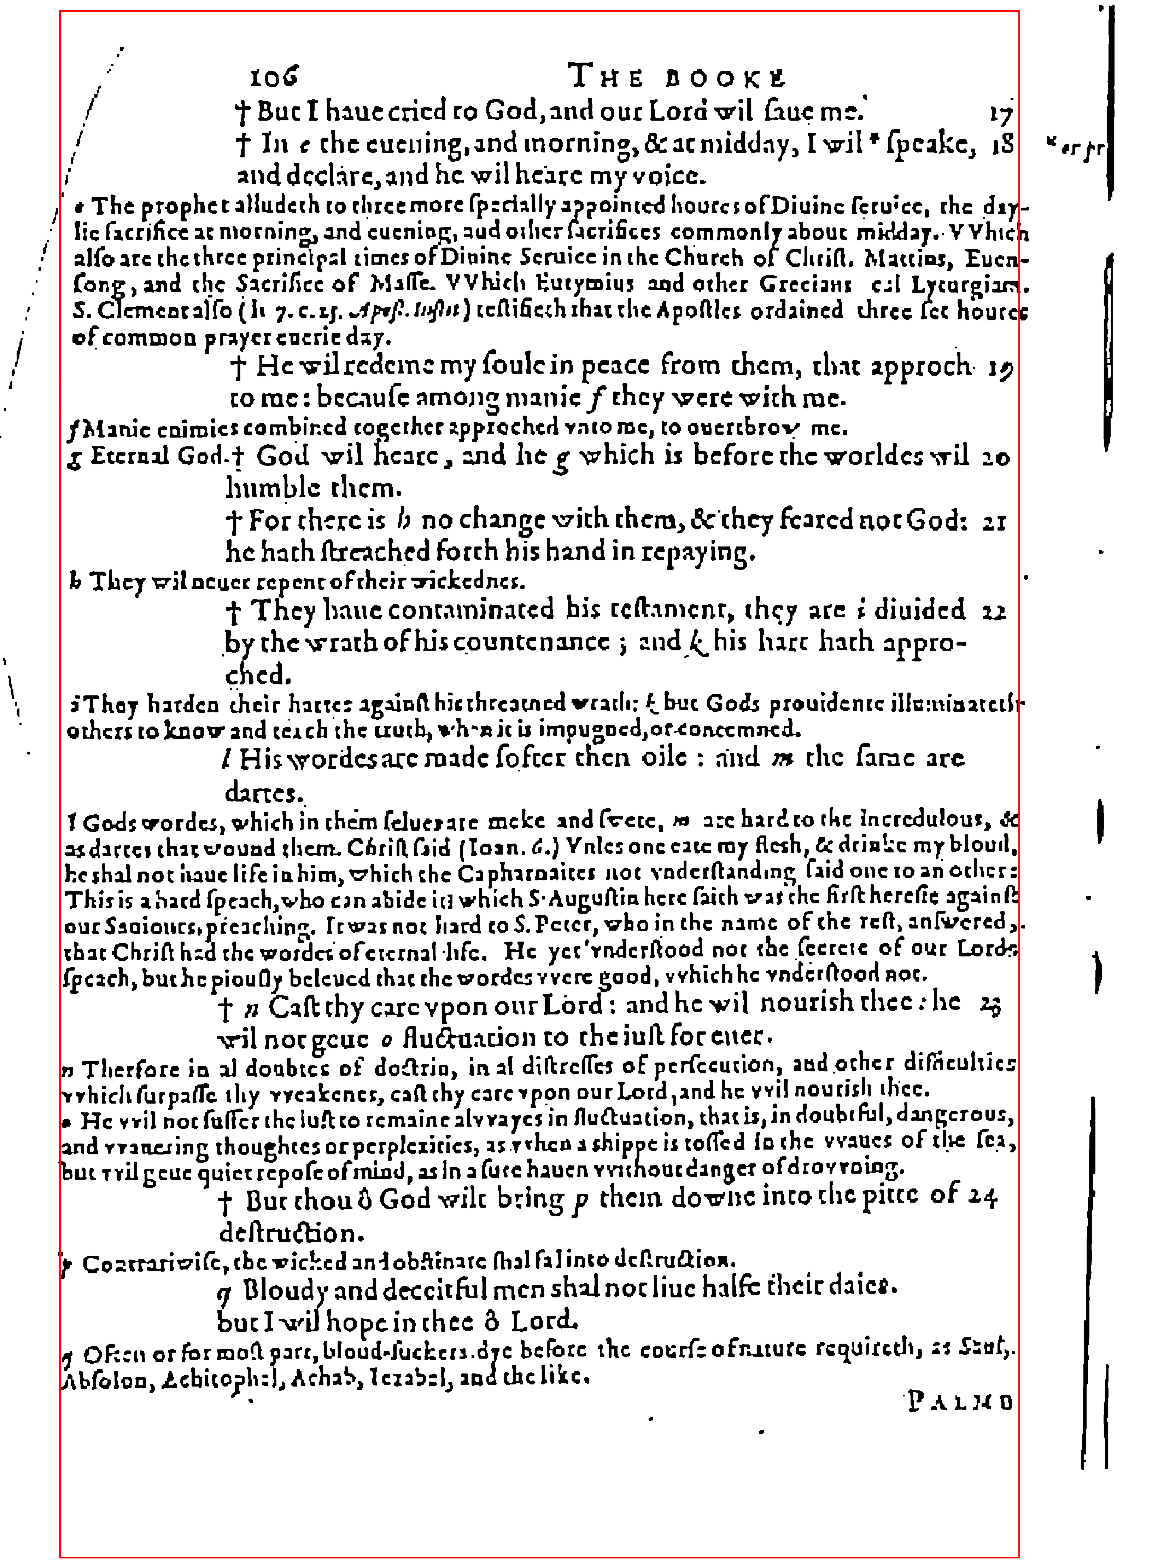 106 THE BOOKE
† But I haue cried to God, and our Lord wil ſaue me. 17
† In e the euening, and morning, & at midday, I wil * ſpeake, 18
and declare, and he wil heare my voice.
e The prophet alludeth to three more ſpecially appointed houres of Diuine ſeruice, the day-
lie ſacrifice at morning, and euening, and other ſacrifices commonly about midday. VVhich
alſo are the three principal times of Diuine Seruice in the Church of Chriſt. Mattins, Euen-
ſong, and the Sacrifice of Maſſe. VVhich Eutymius and other Grecians cal Lyturgiam.
S. Clement alſo (li 7. c. 25. Apoſt. Inſtit) teſtifieth that the Apoſtles ordained three ſet houres
of common prayer euerie day.
† He wil redeme my ſoule in peace from them, that approch 19
to me: becauſe among manie f they were with me.
f Manie enimies combined together approched vnto me, to ouerthrow me.
g Eternal God. † God wil heare, and he g which is before the worldes wil 20
humble them.
† For there is h no change with them, & they feared not God: 21
he hath ſtreached forth his hand in repaying.
h They wil neuer repent of their wickednes.
† They haue contaminated his teſtament, they are i diuided 22
by the wrath of his countenance ; and k his hart hath appro-
ched.
i They harden their hartes againſt his threatned wrath: k but Gods prouidence illuminateth
others to know and teach the truth, when it is impugned, or contemned.
l His wordes are made ſofter then oile : and m the ſame are
dartes.
l Gods wordes, which in them ſelues are meke and ſwete, m are hard to the incredulous, &
as dartes that wound them. Chriſt ſaid (Ioan. 6.) Vnles one eate my fleſh, & drinke my bloud,
he shal not haue life in him, which the Capharnaites not vnderſtanding ſaid one to an other:
This is a hard ſpeach, who can abide it? which S. Auguſtin here ſaith was the firſt hereſie againſt
our Sauiours preaching. It was not hard to S. Peter, who in the name of the reſt, anſwered,
that Chriſt had the wordes of eternal life. He yet vnderſtood not the ſecrete of our Lords
ſpeach, but he piouſly beleued that the wordes vvere good, vvhich he vnderſtood not.
† n Caſt thy care vpon our Lord : and he wil nourish thee : he 23
wil not geue o fluctuation to the iuſt for euer.
n Therfore in al doubtes of doctrin, in al diſtreſſes of perſecution, and other difficulties
vvhich ſurpaſſe thy vveakenes, caſt thy care vpon our Lord, and he vvil nourish thee.
o He vvil not ſuffer the iuſt to remaine alvvayes in fluctuation, that is, in doubtful, dangerous,
and vvauering thoughtes or perplexities, as vvhen a shippe is toſſed in the vvaues of the ſea,
but vvil geue quiet repoſe of mind, as in a ſure hauen vvithout danger of drovvning.
† But thou ô God wilt bring p them downe into the pitte of 24
deſtruction.
p Contrariwiſe, the wicked and obſtinate ſhal fal into deſtruction.
q Bloudy and deceitful men shal not liue halfe their daies.
but I wil hope in thee ô Lord.
q Often or for moſt part, bloud-ſuckers dye before the courſe of nature requireth, as Saul,
Abſolon, Achitophel, Achab, Iezabel, and the like.
PALMO